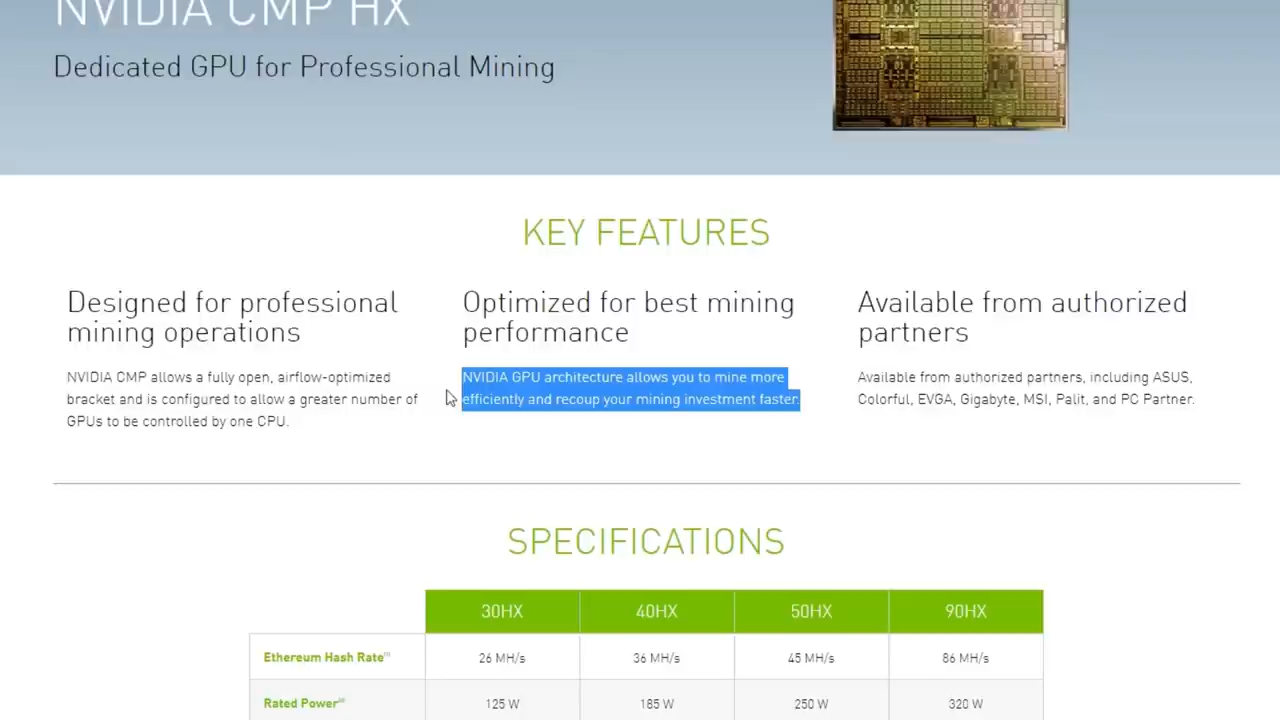 NVIDIA CMP HX
Dedicated GPU for Professional Mining
KEY FEATURES
Designed for professional
mining operations
NVIDIA CMP allows a fully open, airflow-optimized
bracket and is configured to allow a greater number of
GPUs to be controlled by one CPU.
Optimized for best mining
performance
NVIDIA GPU architecture allows you to mine more
efficiently and recoup your mining investment faster.
Available from authorized
partners
Available from authorized partners, including ASUS,
Colorful, EVGA, Gigabyte, MSI, Palit, and PC Partner.
SPECIFICATIONS
30HX 40HX 50HX 90HX
Ethereum Hash Rate 26 MH/s 36 MH/s 45 MH/s 86 MH/s
Rated Power 125 W 185 W 250 W 320 W